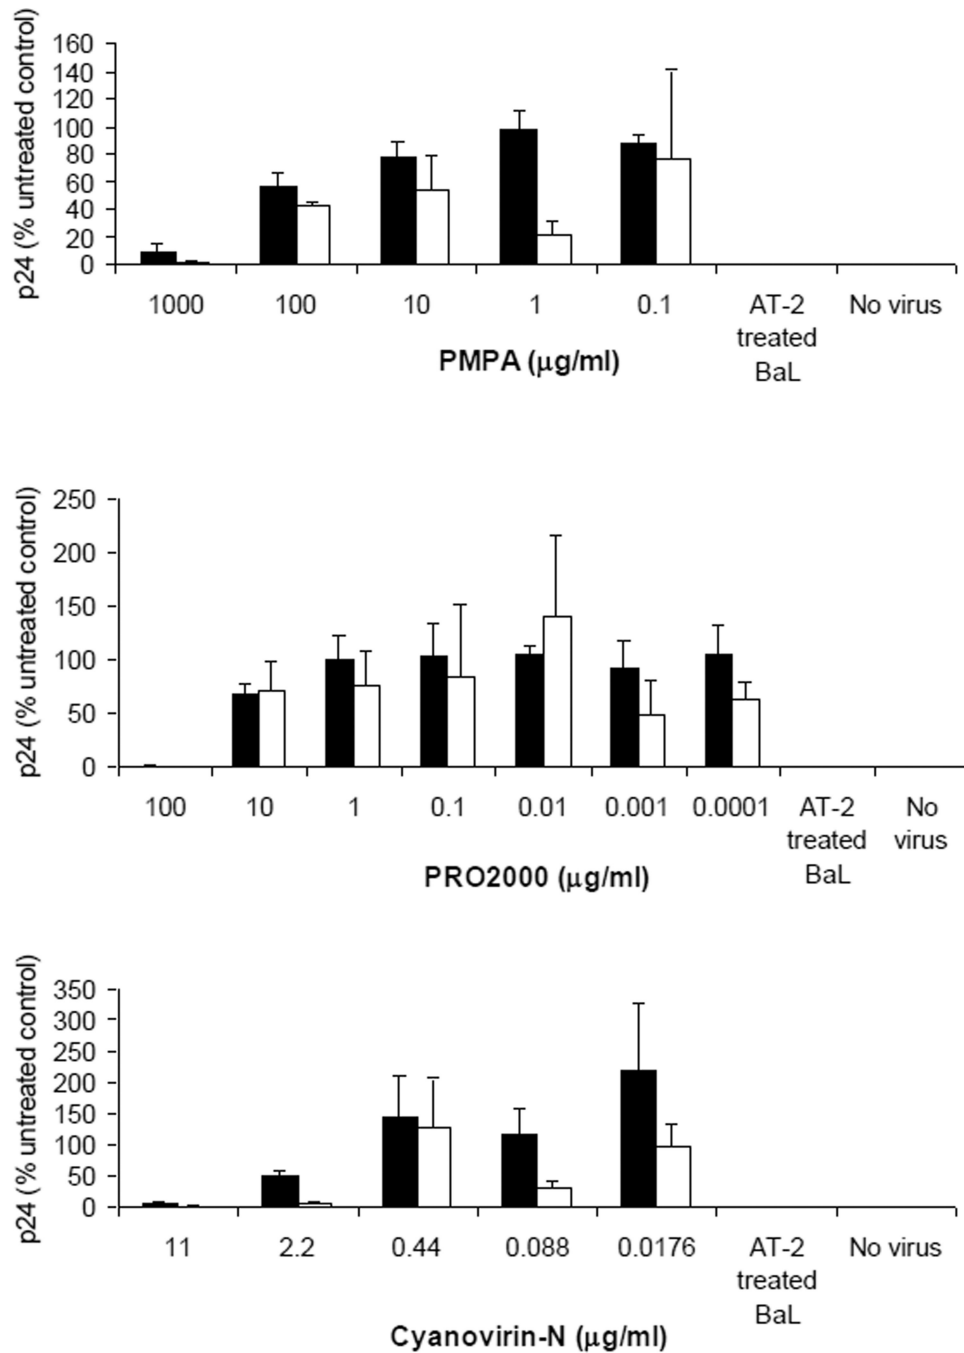 p24 (% untreated control)
160
140
120
100
80
60
40
20
0
1000 100 10 1 0.1 AT-2 No virus
treated
BaL
PMPA (μg/ml)
p24 (% untreated control)
250
200
150
100
50
0
100 10 1 0.1 0.01 0.001 0.0001 AT-2 No
treated virus
BaL
PRO2000 (μg/ml)
p24 (% untreated control)
350
300
250
200
150
100
50
0
11 2.2 0.44 0.088 0.0176 AT-2 No virus
treated
BaL
Cyanovirin-N (μg/ml)